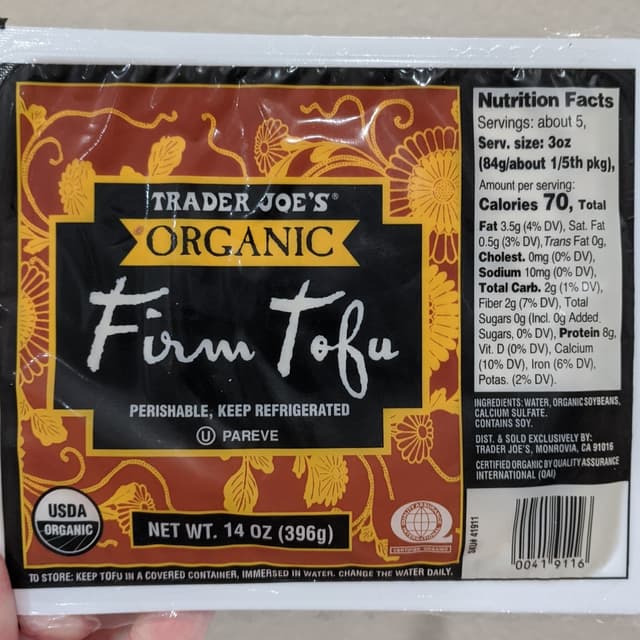 TRADER JOE'S®
ORGANIC
Firm Tofu
PERISHABLE, KEEP REFRIGERATED
U PAREVE
USDA
ORGANIC
NET WT. 14 OZ (396g)
CERTIFIED ORGANIC
TO STORE: KEEP TOFU IN A COVERED CONTAINER, IMMERSED IN WATER. CHANGE THE WATER DAILY.
Nutrition Facts
Servings: about 5,
Serv. size: 3oz
(84g/about 1/5th pkg),
Amount per serving:
Calories 70, Total
Fat 3.5g (4% DV), Sat. Fat
0.5g (3% DV), Trans Fat 0g,
Cholest. 0mg (0% DV),
Sodium 10mg (0% DV),
Total Carb. 2g (1% DV),
Fiber 2g (7% DV), Total
Sugars 0g (Incl. 0g Added
Sugars, 0% DV), Protein 8g,
Vit. D (0% DV), Calcium
(10% DV), Iron (6% DV),
Potas. (2% DV).
INGREDIENTS: WATER, ORGANIC SOYBEANS,
CALCIUM SULFATE.
CONTAINS SOY.
DIST. & SOLD EXCLUSIVELY BY:
TRADER JOE'S, MONROVIA, CA 91016
CERTIFIED ORGANIC BY QUALITY ASSURANCE
INTERNATIONAL (QAI)
SKU# 41911
0041 9116